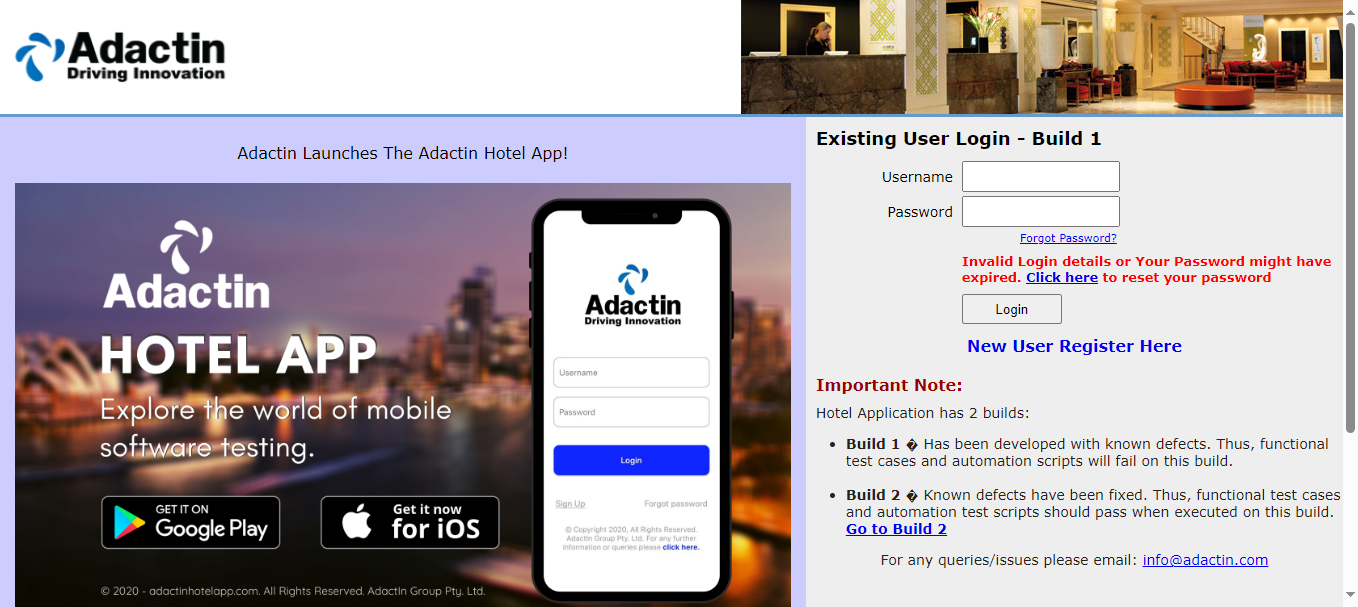 Adactin
Driving Innovation
Adactin Launches The Adactin Hotel App!
Adactin
HOTEL APP
Explore the world of mobile
software testing.
GET IT ON
Google Play
Get it now
for iOS
© 2020 - adactinhotelapp.com. All Rights Reserved. AdactIn Group Pty. Ltd.
Adactin
Driving Innovation
Username
Password
Login
Sign Up Forgot password
© Copyright 2020, All Rights Reserved.
AdactIn Group Pty. Ltd. For any further
information or queries please click here.
Existing User Login - Build 1
Username
Password
Forgot Password?
Invalid Login details or Your Password might have
expired. Click here to reset your password
Login
New User Register Here
Important Note:
Hotel Application has 2 builds:
• Build 1 � Has been developed with known defects. Thus, functional
test cases and automation scripts will fail on this build.
• Build 2 � Known defects have been fixed. Thus, functional test cases
and automation test scripts should pass when executed on this build.
Go to Build 2
For any queries/issues please email: info@adactin.com